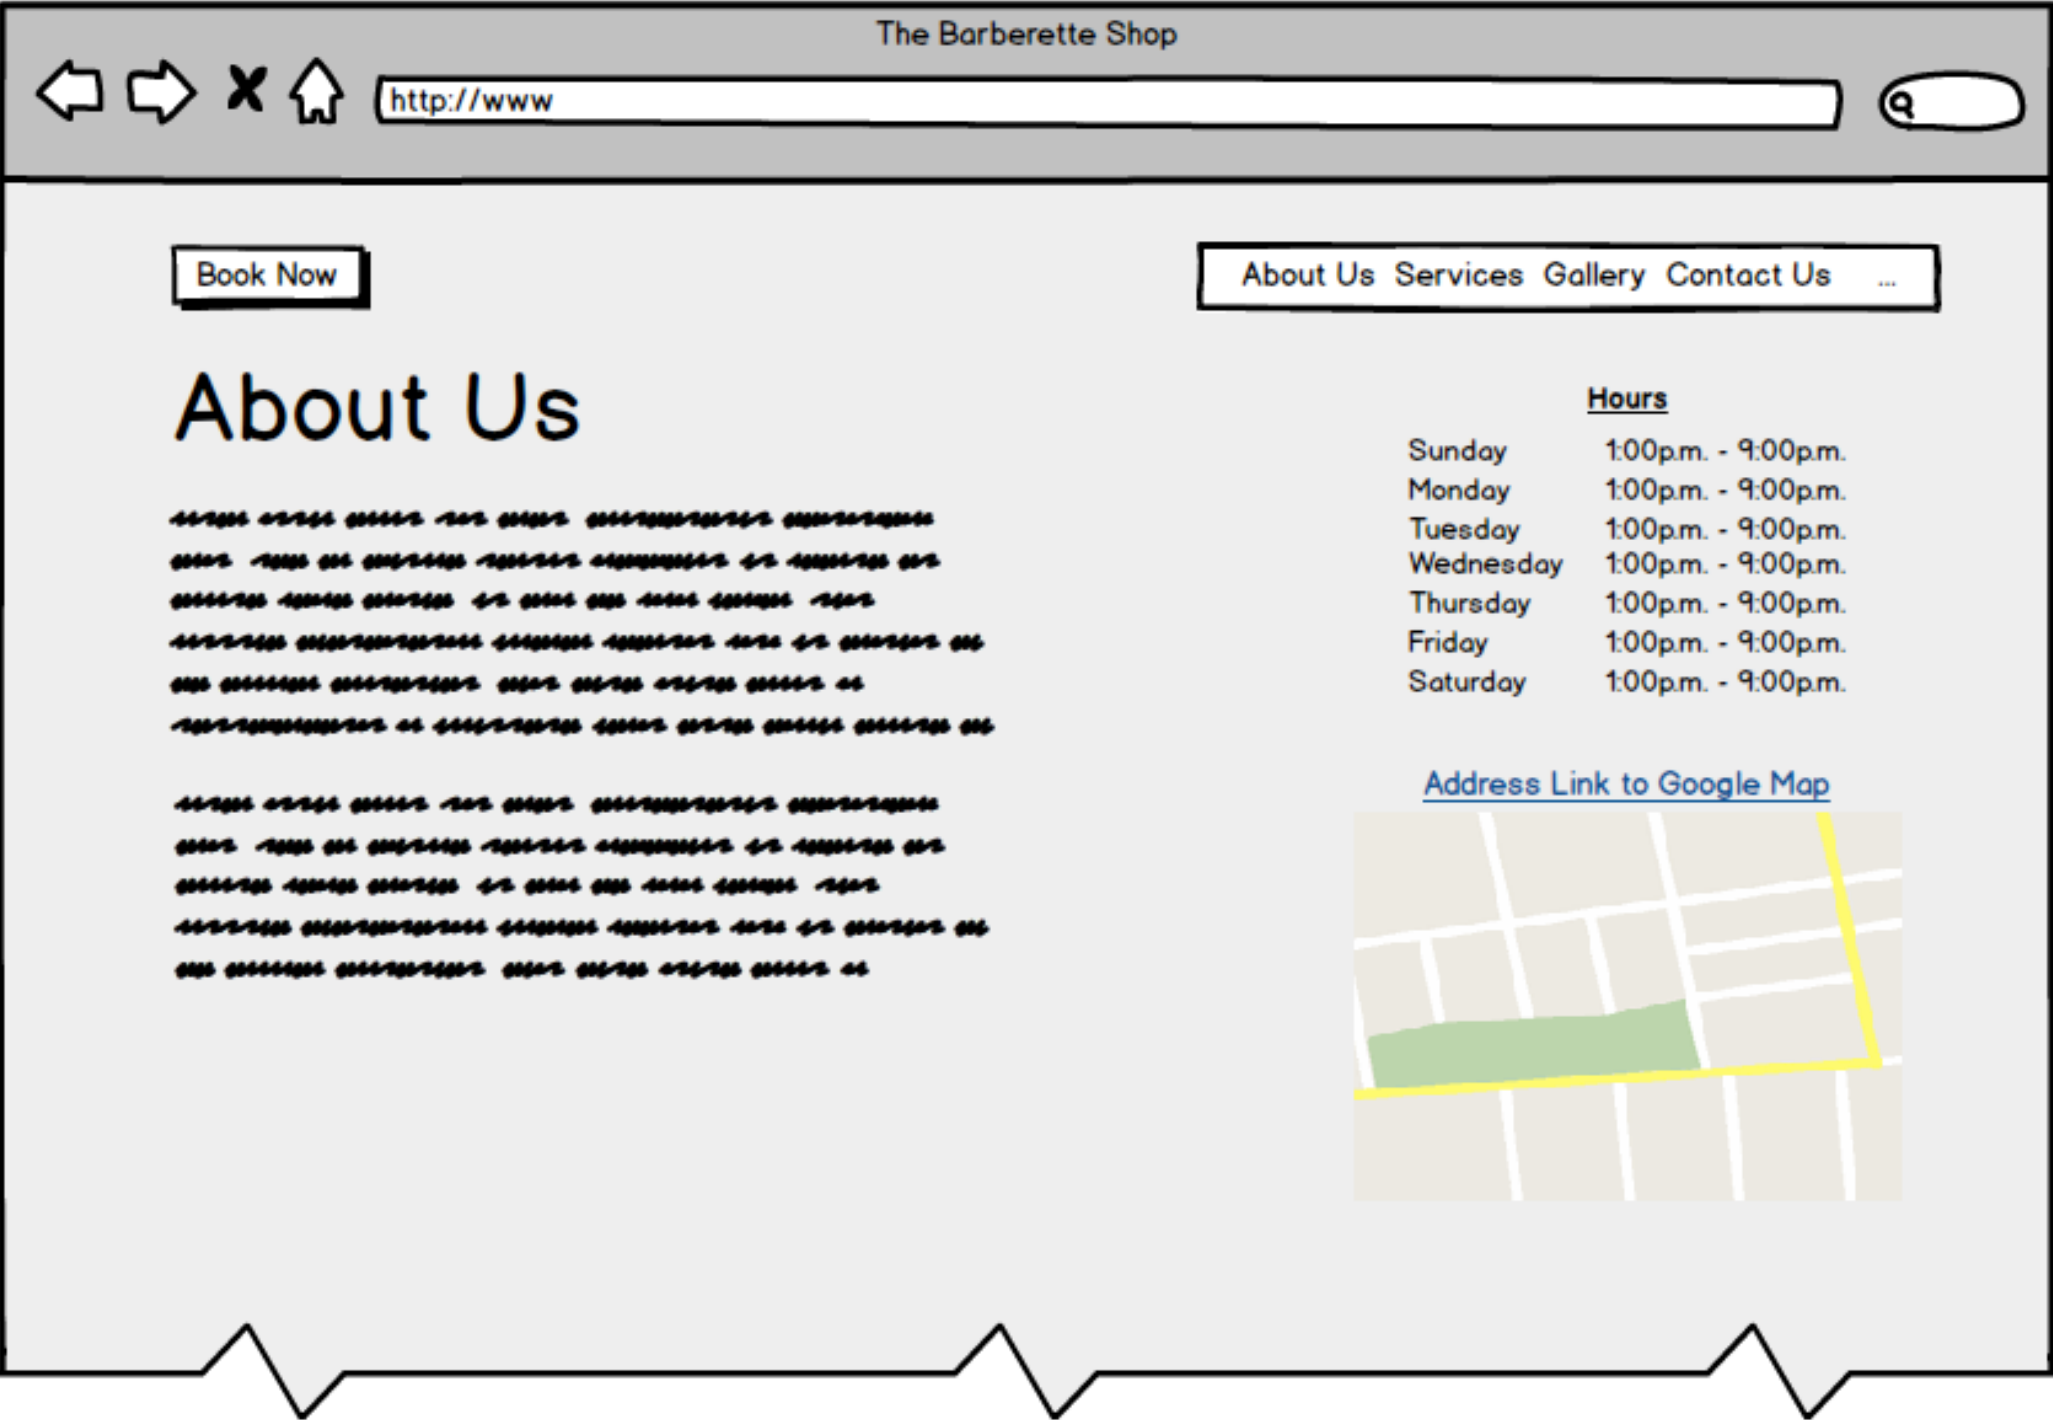 The Barberette Shop
http://www
Book Now
About Us Services Gallery Contact Us ...
About Us
Hours
Sunday 1:00p.m. - 9:00p.m.
Monday 1:00p.m. - 9:00p.m.
Tuesday 1:00p.m. - 9:00p.m.
Wednesday 1:00p.m. - 9:00p.m.
Thursday 1:00p.m. - 9:00p.m.
Friday 1:00p.m. - 9:00p.m.
Saturday 1:00p.m. - 9:00p.m.
Address Link to Google Map